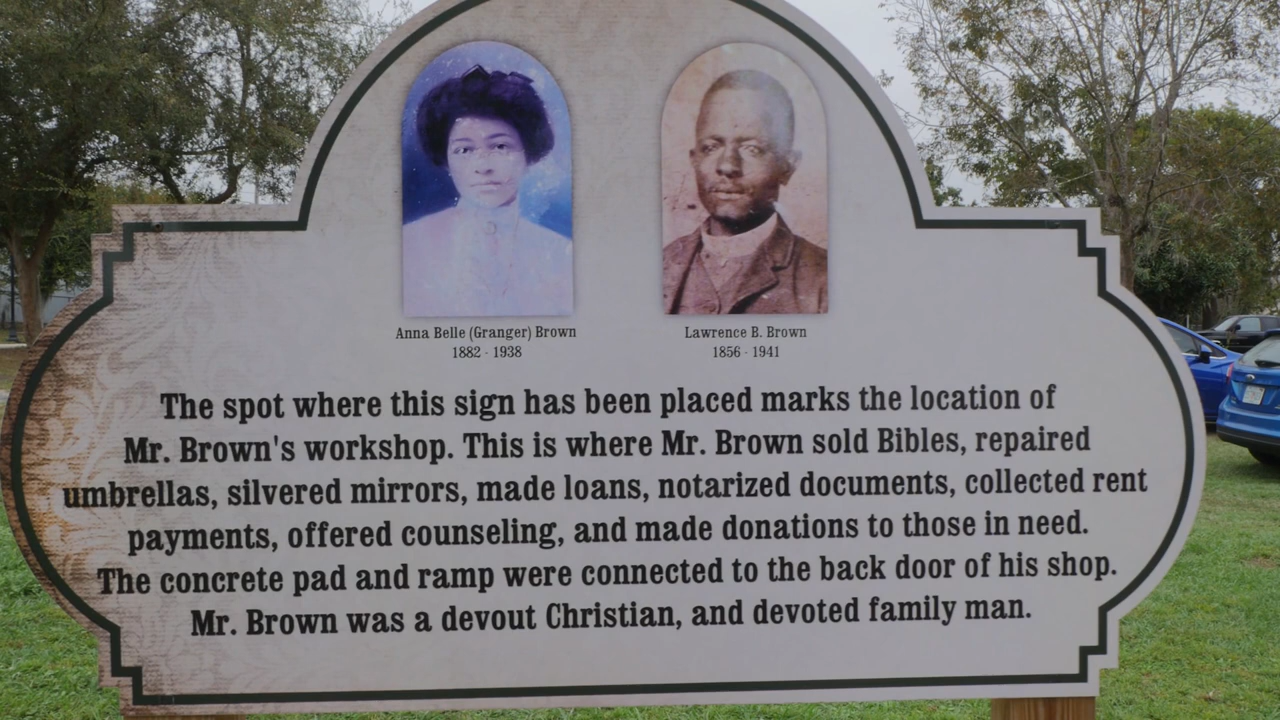 Anna Belle (Granger) Brown
1882 - 1938
Lawrence B. Brown
1856 - 1941
The spot where this sign has been placed marks the location of
Mr. Brown's workshop. This is where Mr. Brown sold Bibles, repaired
umbrellas, silvered mirrors, made loans, notarized documents, collected rent
payments, offered counseling, and made donations to those in need.
The concrete pad and ramp were connected to the back door of his shop.
Mr. Brown was a devout Christian, and devoted family man.